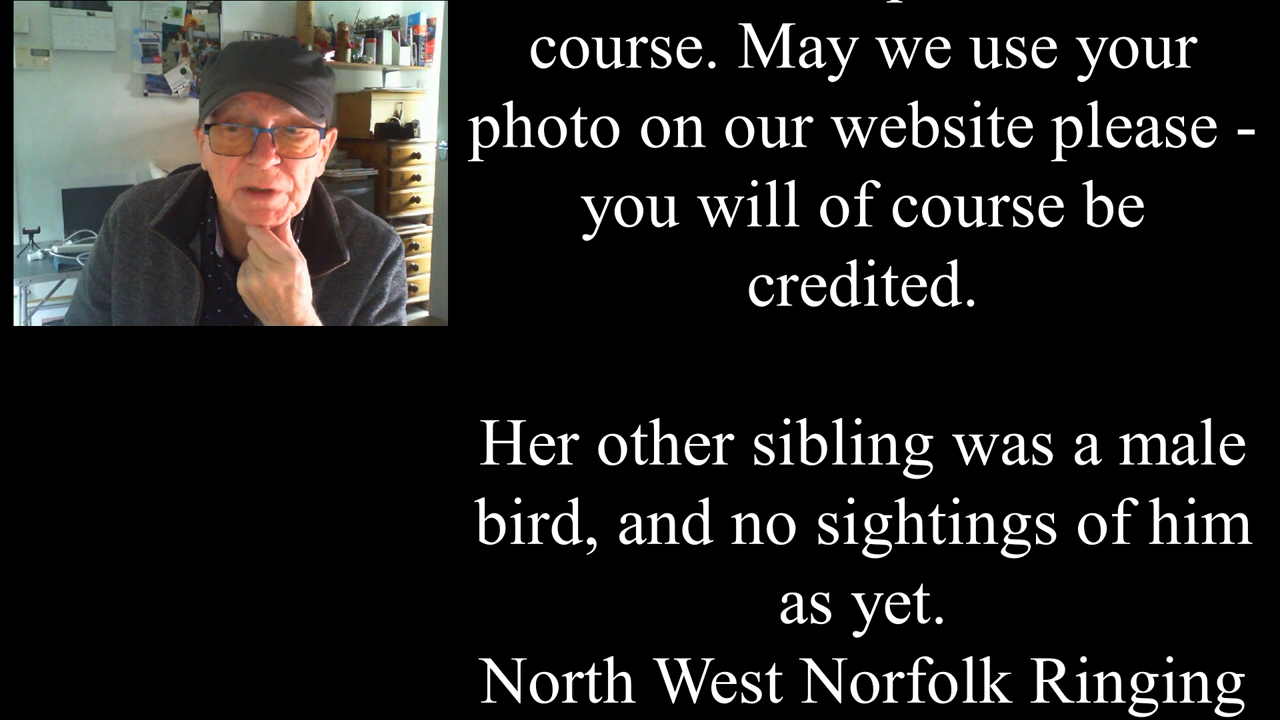 course. May we use your
photo on our website please -
you will of course be
credited.
Her other sibling was a male
bird, and no sightings of him
as yet.
North West Norfolk Ringing